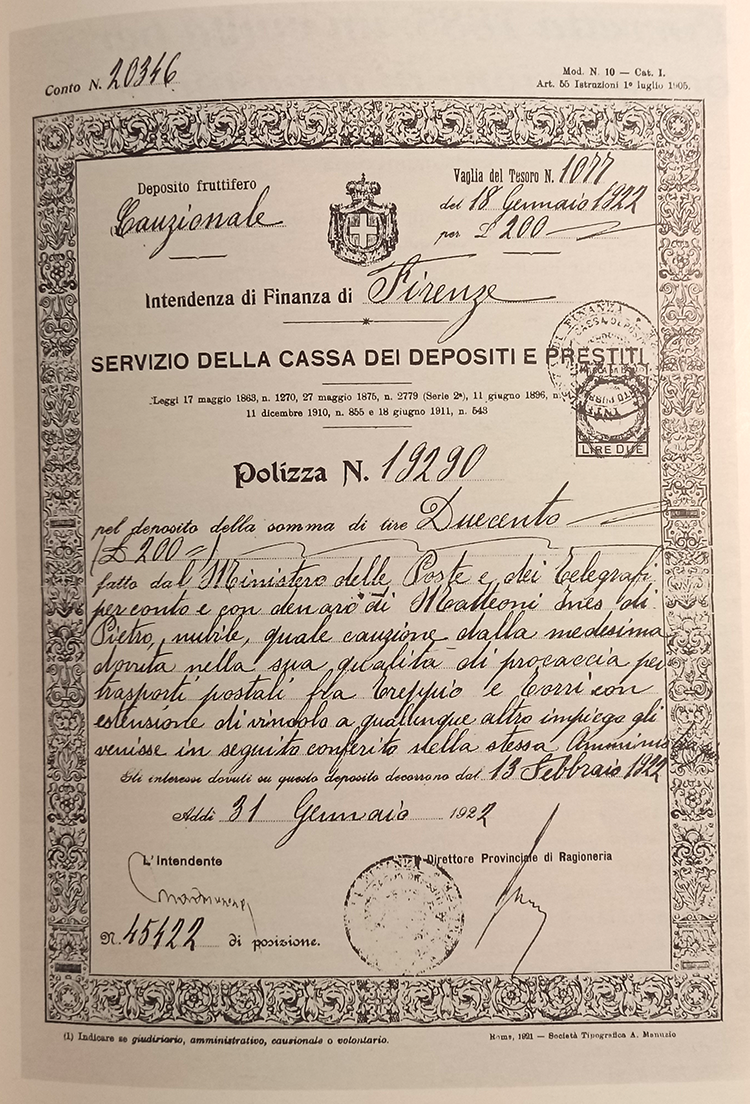 Conto N. 20346
Mod. N. 10 — Cat. I.
Art. 55 Istruzioni 1º luglio 1905.
Deposito fruttifero
Cauzionale
Vaglia del Tesoro N. 1077
del 18 Gennaio 1922
per £ 200
Intendenza di Finanza di Firenze
SERVIZIO DELLA CASSA DEI DEPOSITI E PRESTITI
Leggi 17 maggio 1863, n. 1270, 27 maggio 1875, n. 2779 (Serie 2ª), 11 giugno 1896, n.
11 dicembre 1910, n. 855 e 18 giugno 1911, n. 543
LIRE DUE
Polizza N. 19290
pel deposito della somma di lire Duecento
(£ 200 =)
fatto dal Ministero delle Poste e dei Telegrafi
per conto e con denaro di Matteoni Ines di
Pietro, nubile, quale cauzione dalla medesima
dovuta nella sua qualità di procaccia pei
trasporti postali fra Treppio e Torri con
estensione di vincolo a qualunque altro impiego gli
venisse in seguito conferito nella stessa
Gli interessi dovuti su questo deposito decorrono dal 13 Febbraio 1922
Addì 31 Gennaio 1922
L'Intendente
Direttore Provinciale di Ragioneria
N. 45422 di posizione.
(1) Indicare se giudiziario, amministrativo, cauzionale o volontario.
Roma, 1921 — Società Tipografica A. Manuzio